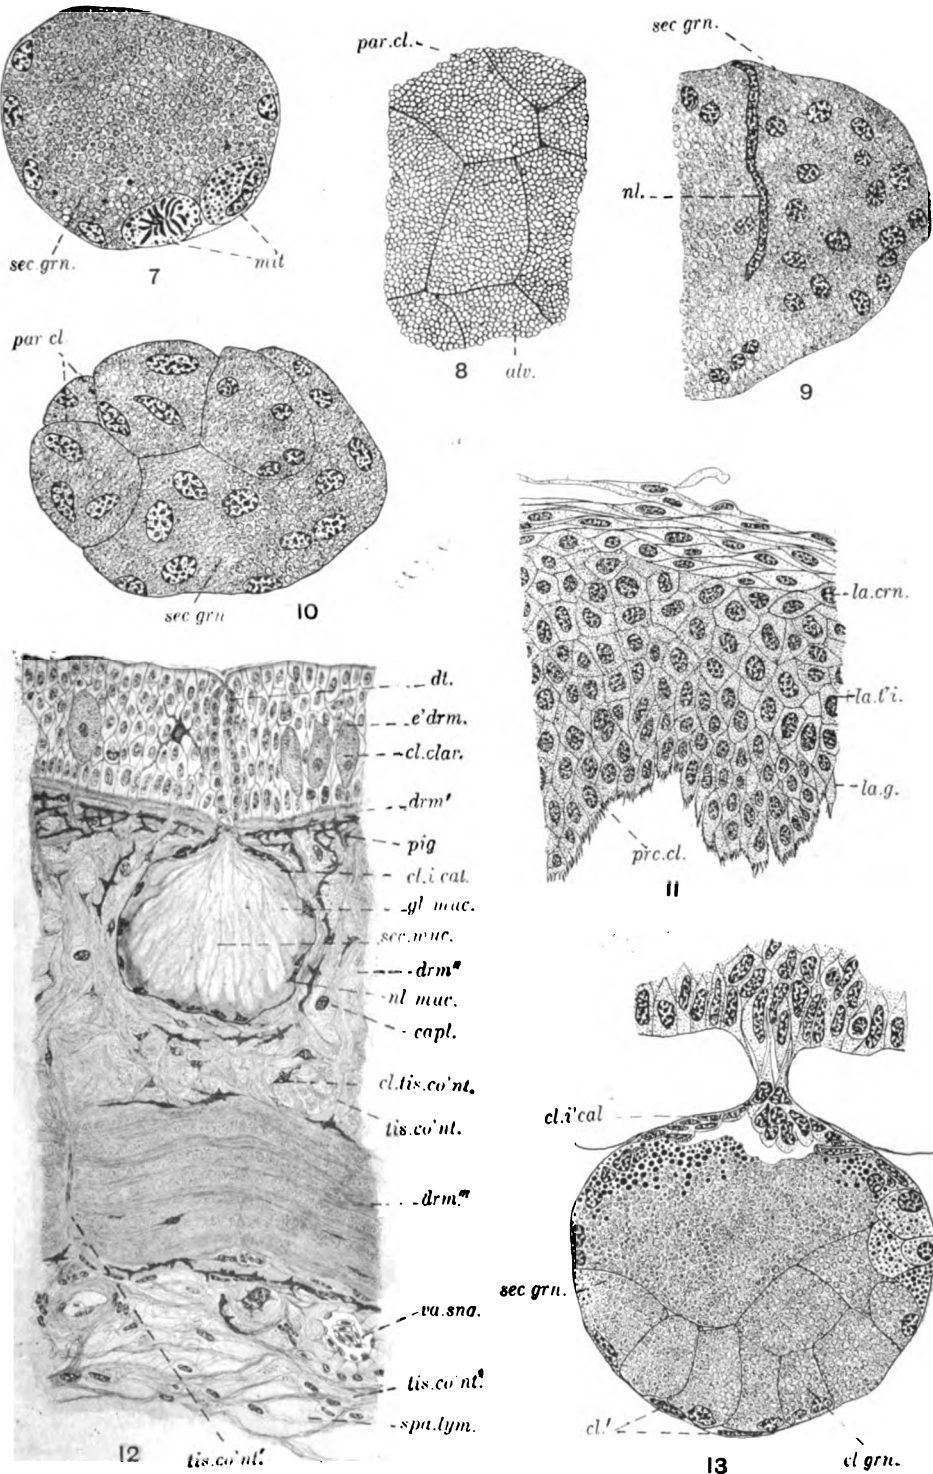 par.cl.
sec grn.
nl.
sec.grn.
mit
7
8
alv.
9
par cl.
sec grn
10
la.crn.
la.t'i.
la.g.
prc.cl.
11
dt.
e'drm.
cl.clav.
drm'
pig
cl.i'cal.
gl muc.
sec.muc.
drm"
nl muc.
capl.
cl.tis.co'nt.
tis.co'nt.
drm.'"
va.sng.
tis.co'nt.'
spa.lym.
12
tis.co'nt.'
cl.i'cal
sec grn.
cl.'
cl grn.
13